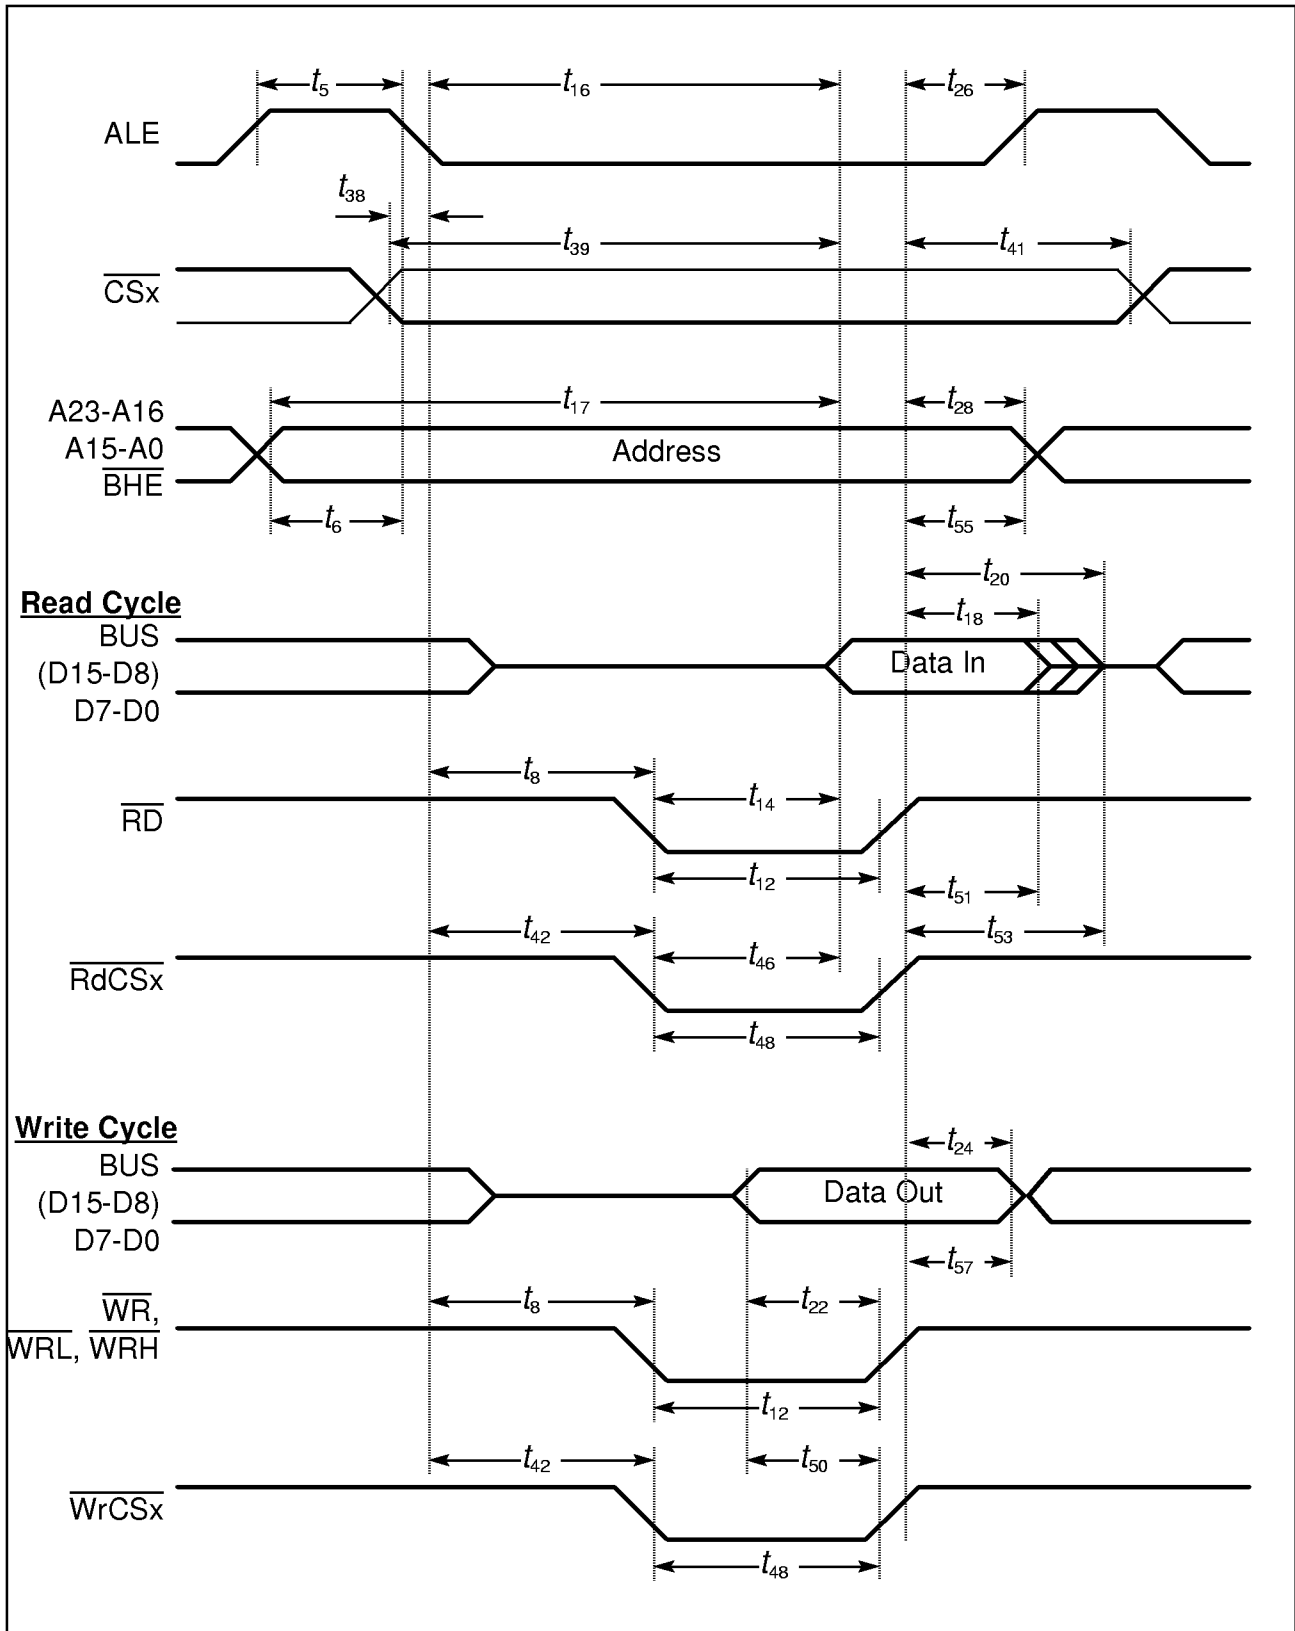 t5
t16
t26
ALE
t38
t39
t41
CSx
t17
t28
A23-A16
A15-A0
BHE
Address
t6
t55
t20
Read Cycle
t18
BUS
(D15-D8)
D7-D0
Data In
t8
t14
RD
t12
t51
t42
t53
t46
RdCSx
t48
Write Cycle
t24
BUS
(D15-D8)
D7-D0
Data Out
t57
t8
t22
WR,
WRL, WRH
t12
t42
t50
WrCSx
t48